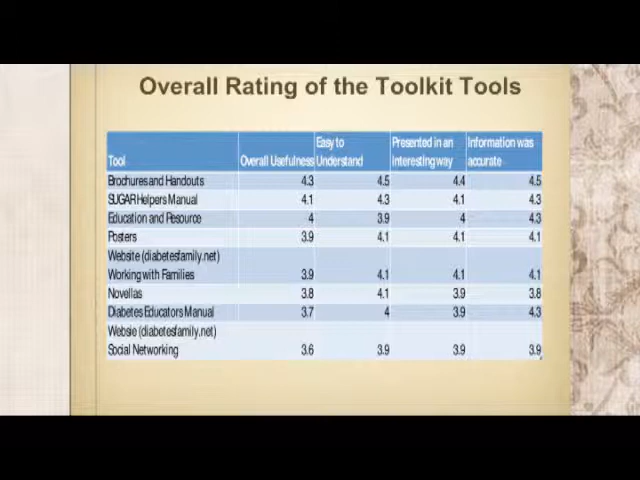 Overall Rating of the Toolkit Tools
Tool Overall Usefulness Easy to Understand Presented in an interesting way Information was accurate
Brochures and Handouts 4.3 4.5 4.4 4.5
SUGAR Helpers Manual 4.1 4.3 4.1 4.3
Education and Resource 4 3.9 4 4.3
Posters 3.9 4.1 4.1 4.1
Website (diabetesfamily.net)
Working with Families 3.9 4.1 4.1 4.1
Novellas 3.8 4.1 3.9 3.8
Diabetes Educators Manual 3.7 4 3.9 4.3
Websie (diabetesfamily.net)
Social Networking 3.6 3.9 3.9 3.9